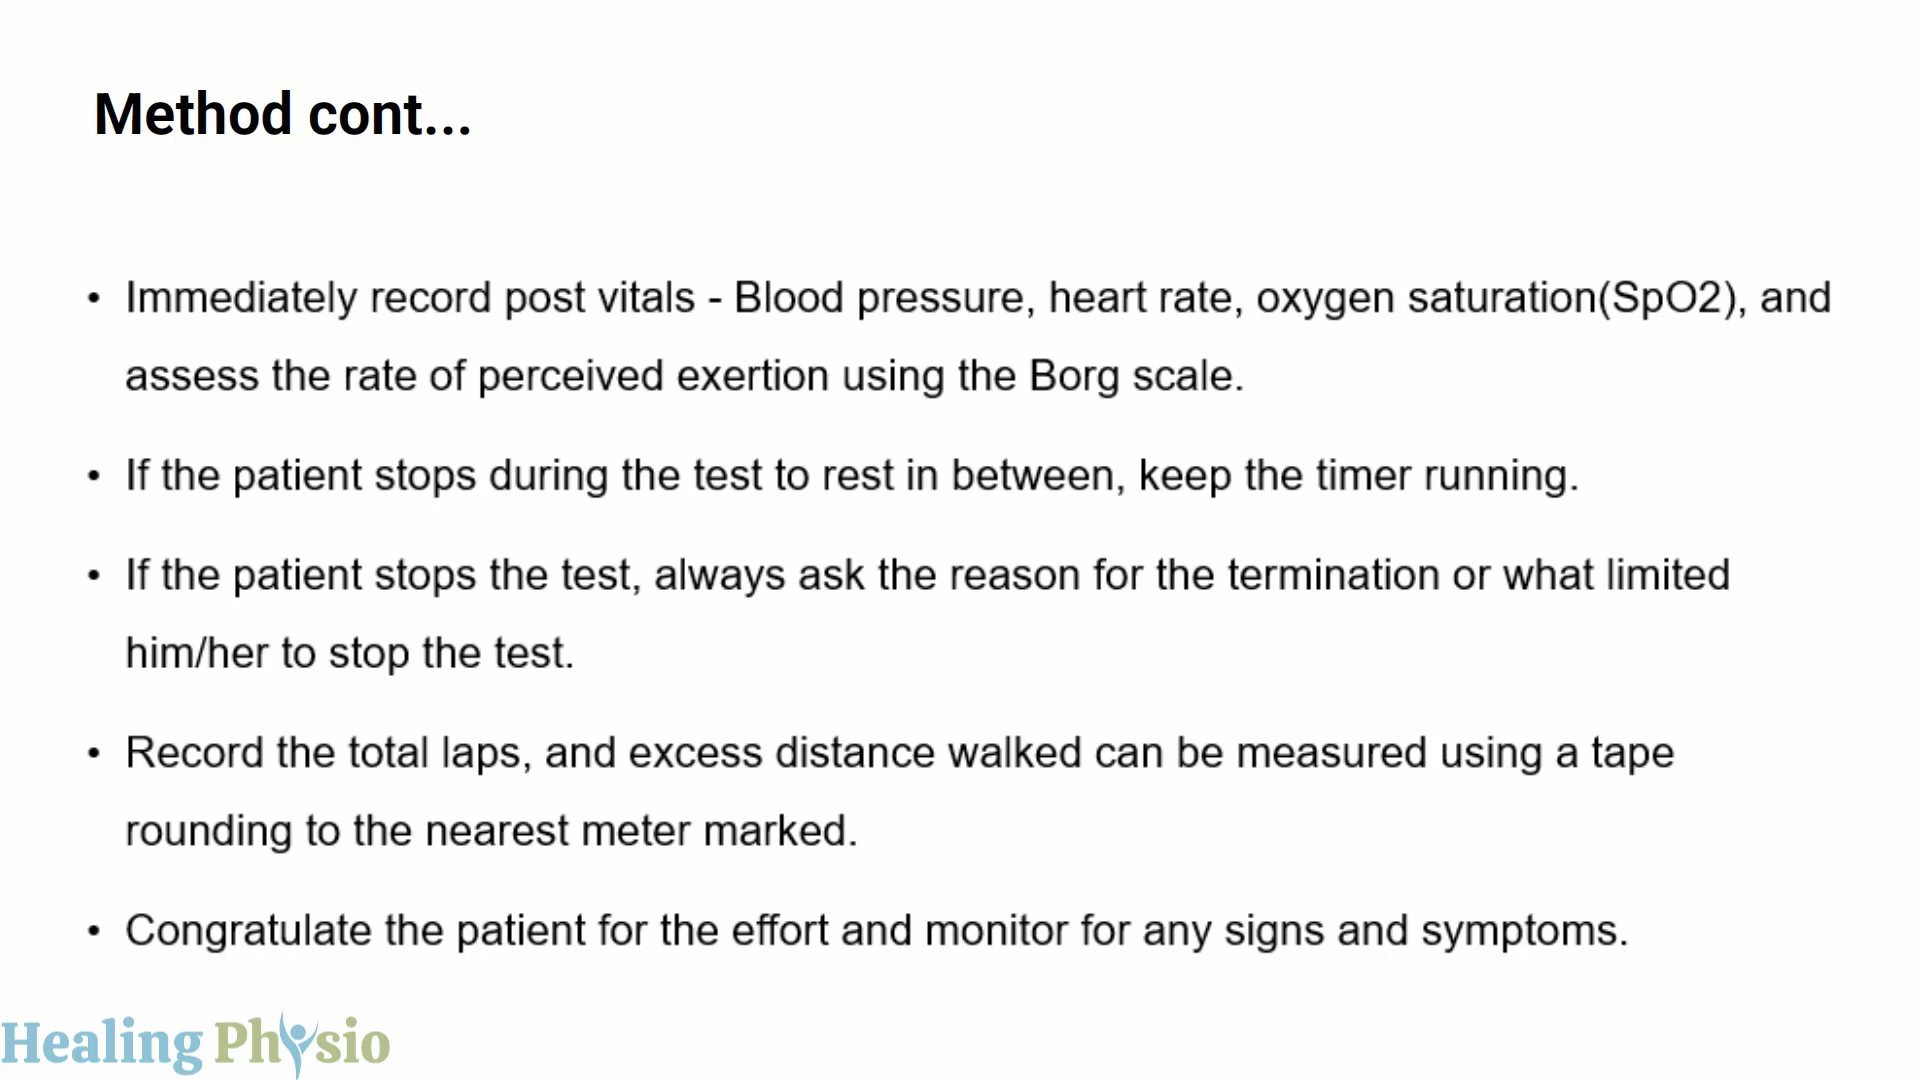 Method cont...
• Immediately record post vitals - Blood pressure, heart rate, oxygen saturation(SpO2), and
assess the rate of perceived exertion using the Borg scale.
• If the patient stops during the test to rest in between, keep the timer running.
• If the patient stops the test, always ask the reason for the termination or what limited
him/her to stop the test.
• Record the total laps, and excess distance walked can be measured using a tape
rounding to the nearest meter marked.
• Congratulate the patient for the effort and monitor for any signs and symptoms.
Healing Physio